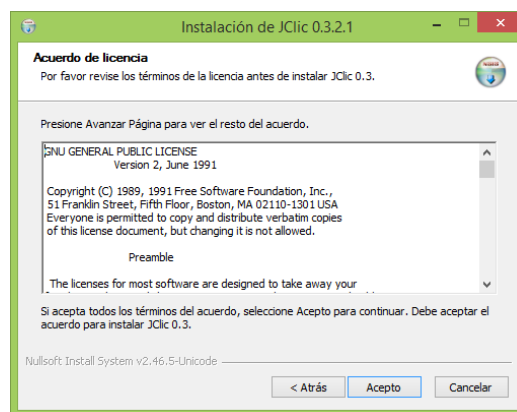 Instalación de JClic 0.3.2.1
Acuerdo de licencia
Por favor revise los términos de la licencia antes de instalar JClic 0.3.
Presione Avanzar Página para ver el resto del acuerdo.
GNU GENERAL PUBLIC LICENSE
Version 2, June 1991
Copyright (C) 1989, 1991 Free Software Foundation, Inc.,
51 Franklin Street, Fifth Floor, Boston, MA 02110-1301 USA
Everyone is permitted to copy and distribute verbatim copies
of this license document, but changing it is not allowed.
Preamble
The licenses for most software are designed to take away your
Si acepta todos los términos del acuerdo, seleccione Acepto para continuar. Debe aceptar el
acuerdo para instalar JClic 0.3.
Nullsoft Install System v2.46.5-Unicode
< Atrás Acepto Cancelar